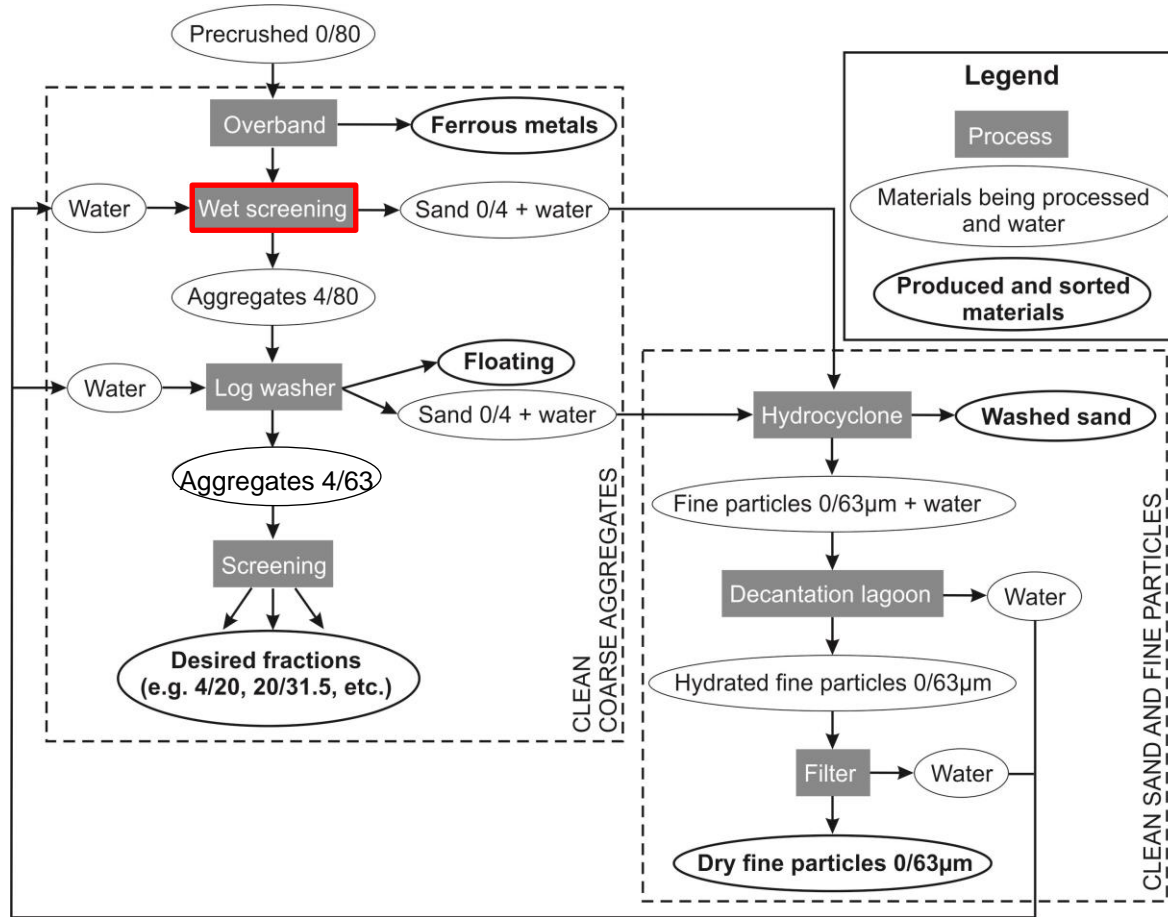 Precrushed 0/80
Overband
Ferrous metals
Water
Wet screening
Sand 0/4 + water
Aggregates 4/80
Water
Log washer
Floating
Sand 0/4 + water
Aggregates 4/63
Screening
Desired fractions
(e.g. 4/20, 20/31.5, etc.)
CLEAN
COARSE AGGREGATES
Legend
Process
Materials being processed
and water
Produced and sorted
materials
Hydrocyclone
Washed sand
Fine particles 0/63µm + water
Decantation lagoon
Water
Hydrated fine particles 0/63µm
Filter
Water
Dry fine particles 0/63µm
CLEAN SAND AND FINE PARTICLES